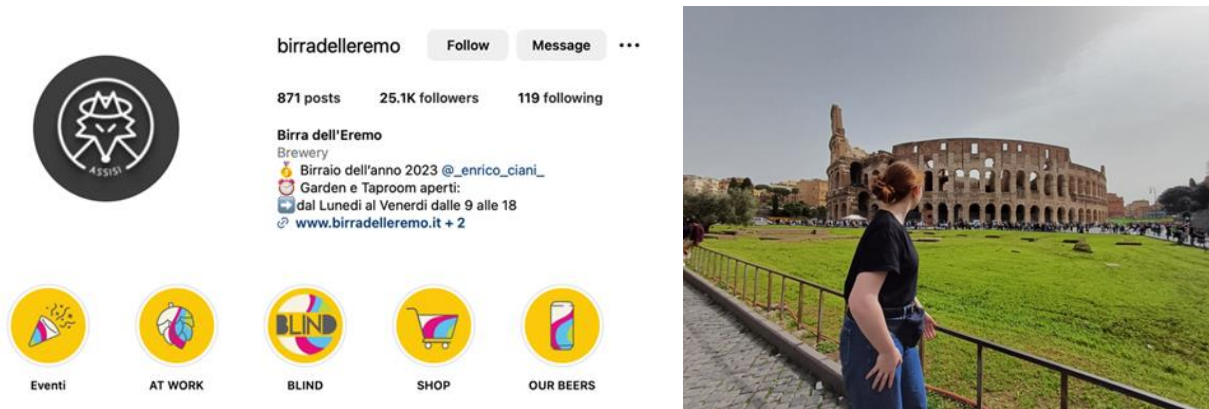 birradelleremo Follow Message
871 posts 25.1K followers 119 following
Birra dell'Eremo
Brewery
Birraio dell'anno 2023 @_enrico_ciani_
Garden e Taproom aperti:
dal Lunedi al Venerdi dalle 9 alle 18
www.birradelleremo.it + 2
ASSISI
BLIND
Eventi AT WORK BLIND SHOP OUR BEERS